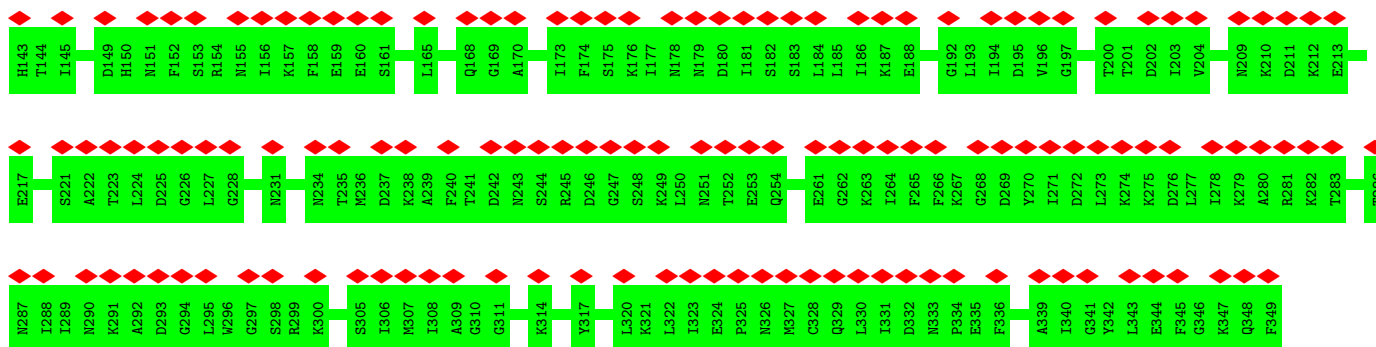 H143 T144 I145 D149 H150 N151 F152 S153 R154 N155 I156 K157 F158 E159 E160 S161 L165 Q168 G169 A170 I173 F174 S175 K176 I177 N178 N179 D180 I181 S182 S183 L184 L185 I186 K187 E188 G192 L193 I194 D195 V196 G197 T200 T201 D202 I203 V204 N209 K210 D211 K212 E213
E217 S221 A222 T223 L224 D225 G226 L227 G228 N231 N234 T235 M236 D237 K238 A239 F240 T241 D242 N243 S244 R245 D246 G247 S248 K249 L250 N251 T252 E253 Q254 E261 G262 K263 I264 F265 F266 K267 G268 D269 Y270 I271 D272 L273 K274 K275 D276 L277 I278 K279 A280 R281 K282 T283
N287 I288 I289 N290 K291 A292 D293 G294 L295 W296 G297 S298 R299 K300 S305 I306 M307 I308 A309 G310 G311 K314 Y317 L320 K321 L322 I323 E324 P325 N326 M327 C328 Q329 L330 I331 D332 N333 P334 E335 F336 A339 I340 G341 Y342 L343 E344 F345 G346 K347 Q348 F349